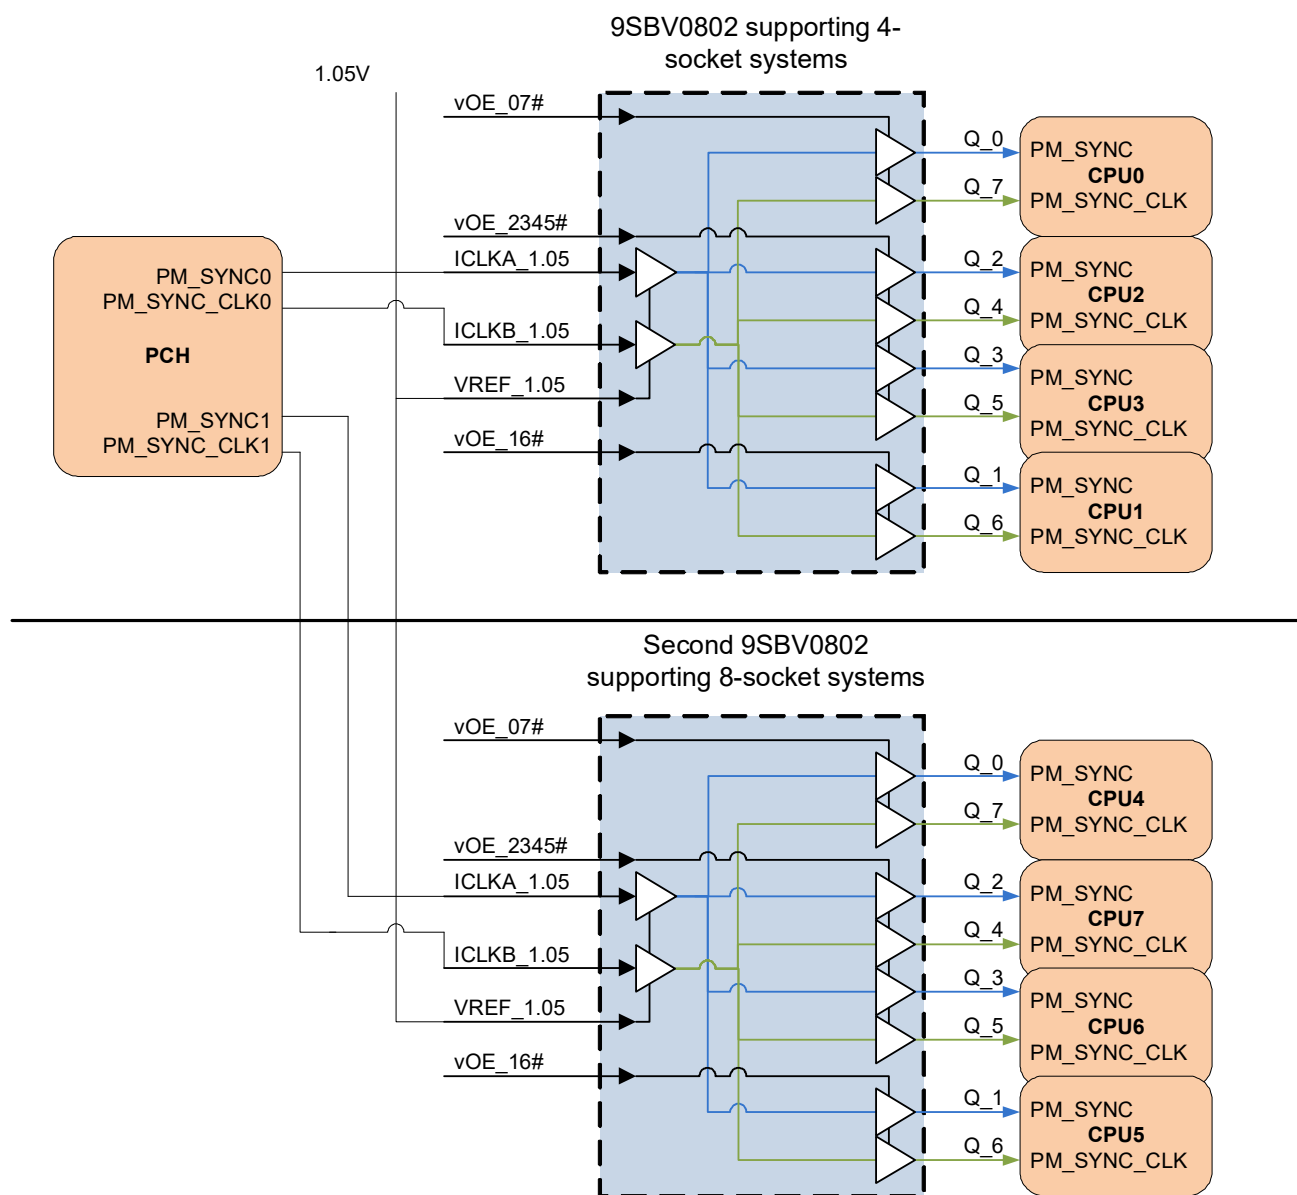 9SBV0802 supporting 4-
socket systems
1.05V
vOE_07#
Q_0
PM_SYNC
CPU0
Q_7
PM_SYNC_CLK
vOE_2345#
ICLKA_1.05
PM_SYNC0
PM_SYNC_CLK0
PCH
PM_SYNC1
PM_SYNC_CLK1
Q_2
PM_SYNC
CPU2
Q_4
PM_SYNC_CLK
ICLKB_1.05
VREF_1.05
Q_3
PM_SYNC
CPU3
Q_5
PM_SYNC_CLK
vOE_16#
Q_1
PM_SYNC
CPU1
Q_6
PM_SYNC_CLK
Second 9SBV0802
supporting 8-socket systems
vOE_07#
Q_0
PM_SYNC
CPU4
Q_7
PM_SYNC_CLK
vOE_2345#
ICLKA_1.05
Q_2
PM_SYNC
CPU7
Q_4
PM_SYNC_CLK
ICLKB_1.05
VREF_1.05
Q_3
PM_SYNC
CPU6
Q_5
PM_SYNC_CLK
vOE_16#
Q_1
PM_SYNC
CPU5
Q_6
PM_SYNC_CLK